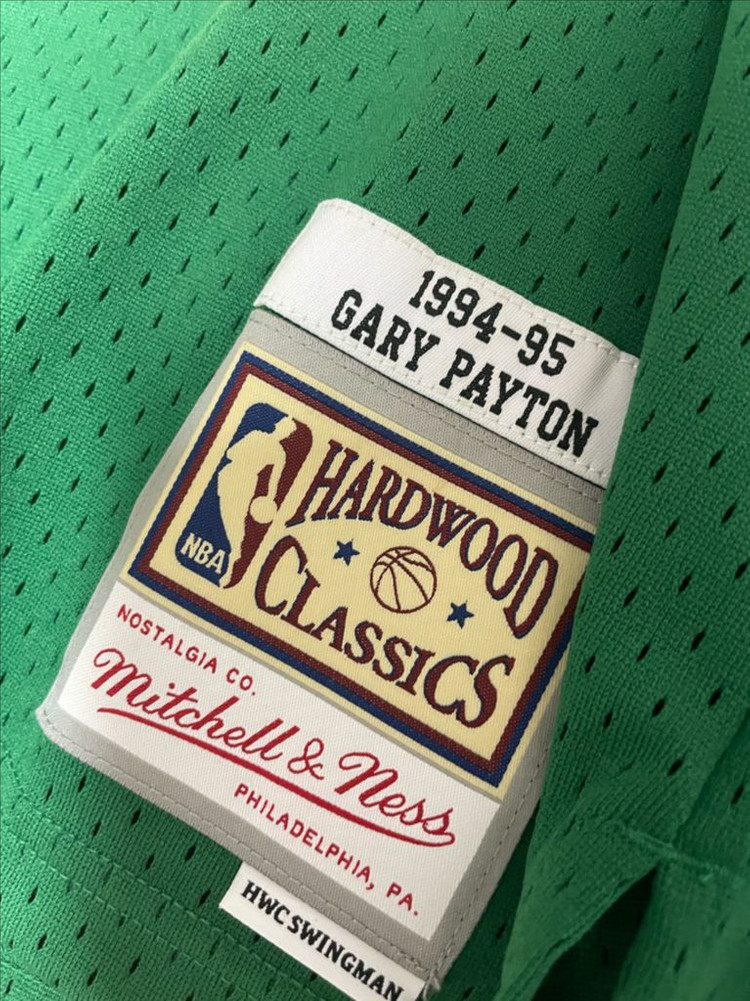 1994-95
GARY PAYTON
HARDWOOD
NBA
CLASSICS
NOSTALGIA CO.
Mitchell & Ness
PHILADELPHIA, PA.
HWC SWINGMAN